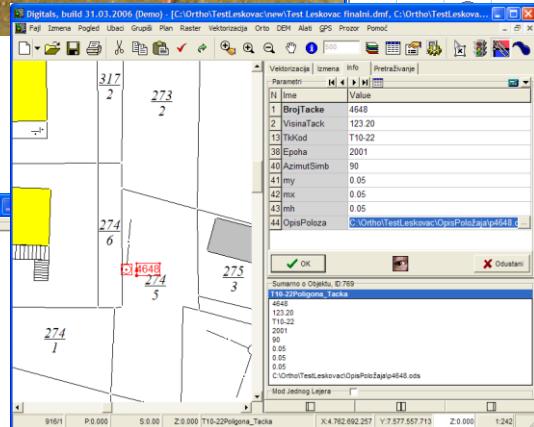 Digitals, build 31.03.2006 (Demo) - [C:\Ortho\TestLeskovac\new\Test Leskovac finalni.dmf, C:\Ortho\TestLeskova...
Fajl Izmena Pogled Ubaci Grupiši Plan Raster Vektorizacija Orto DEM Alati GPS Prozor Pomoć
500
Vektorizacija Izmena Info Pretraživanje
Parametri
N Ime Value
1 BrojTacke 4648
2 VisinaTack 123.20
13 TkKod T10-22
38 Epoha 2001
40 AzimutSimb 90
41 my 0.05
42 mx 0.05
43 mh 0.05
44 OpisPoloza C:\Ortho\TestLeskovac\OpisPoložaja\p4648.o ...
OK Odustani
Sumarno o Objektu, ID:769
T10-22Poligona_Tacka
4648
123.20
T10-22
2001
90
0.05
0.05
0.05
C:\Ortho\TestLeskovac\OpisPoložaja\p4648.ods
Mod Jednog Lejera
317
2
273
2
274
6
4648
274
5
275
3
274
1
916/1 P:0.000 S:0.00 Z:0.000 T10-22Poligona_Tacka X:4.762.692.257 Y:7.577.557.713 Z:0.000 1:242